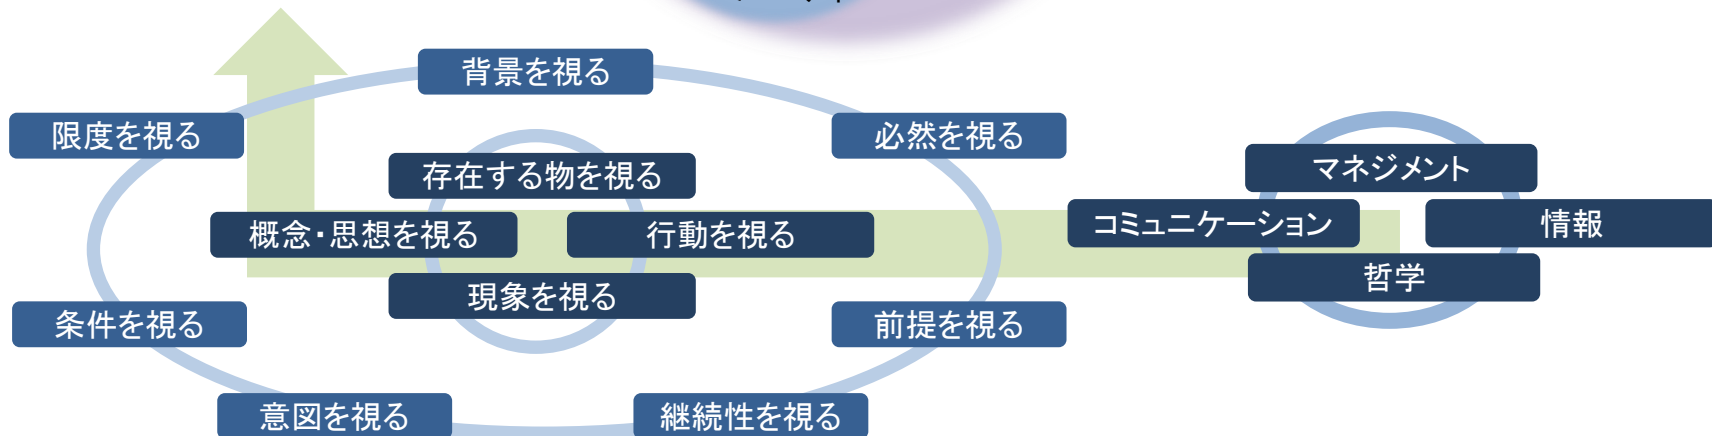 背景を視る
限度を視る
必然を視る
存在する物を視る
マネジメント
概念・思想を視る
行動を視る
コミュニケーション
情報
現象を視る
哲学
条件を視る
前提を視る
意図を視る
継続性を視る